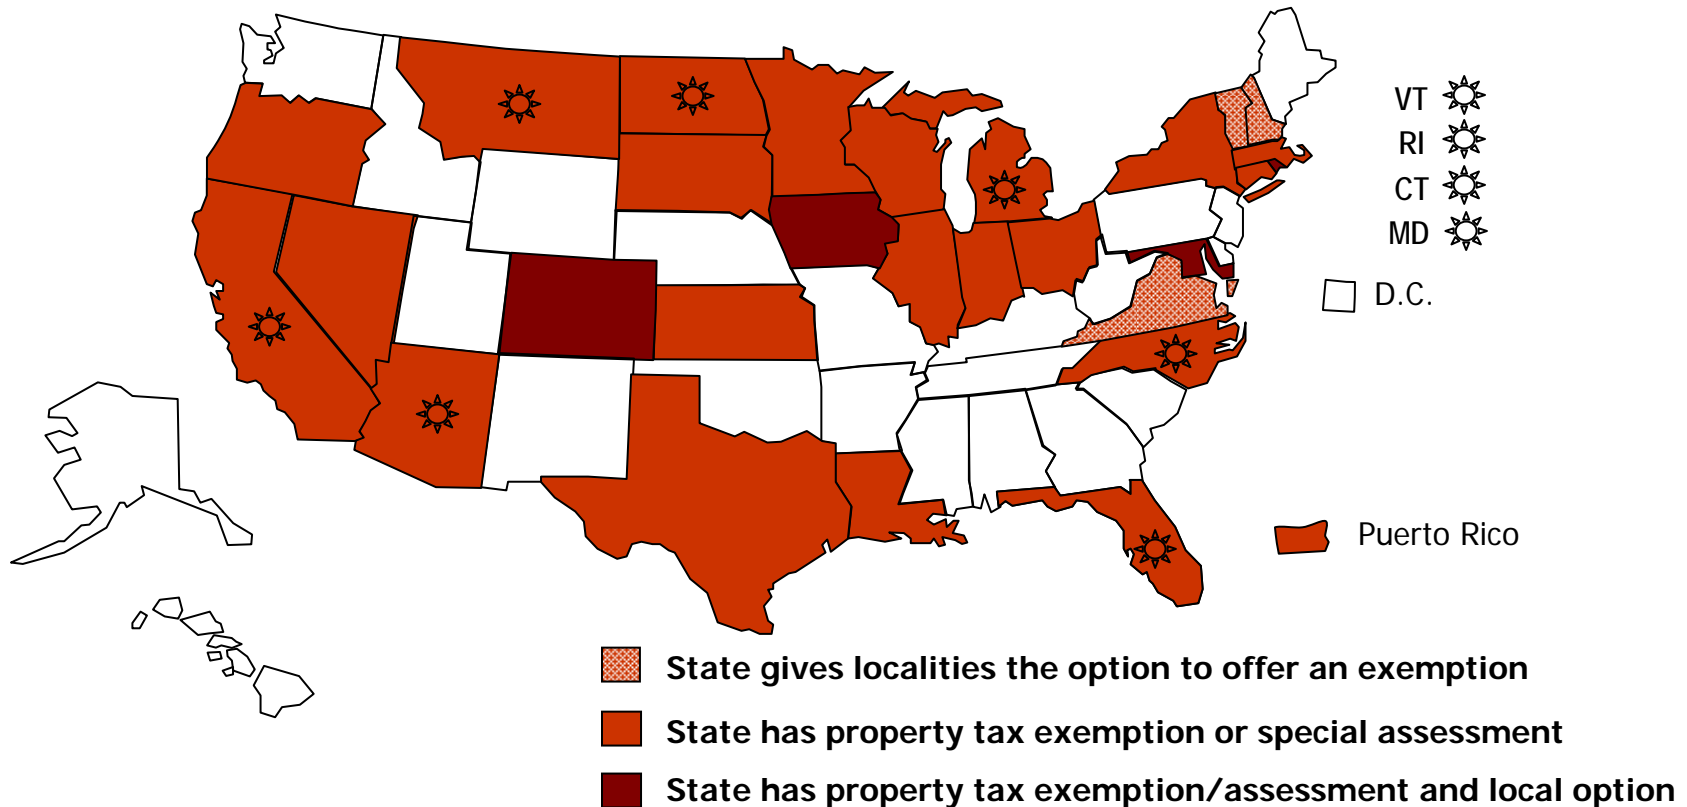 VT
RI
CT
MD
D.C.
Puerto Rico
State gives localities the option to offer an exemption
State has property tax exemption or special assessment
State has property tax exemption/assessment and local option